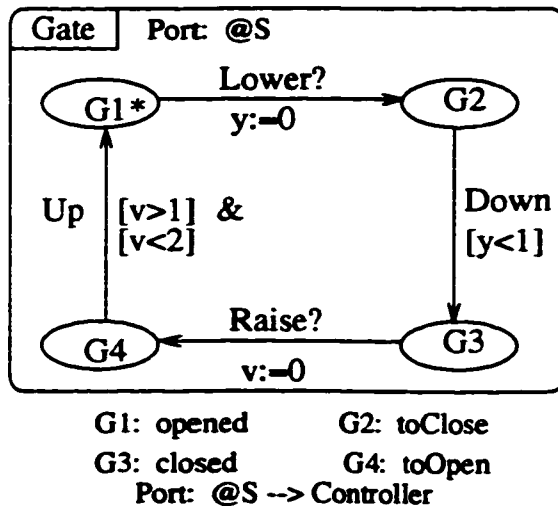 Gate Port: @S
Lower?
G1* G2
y:=0
Up [v>1] & Down
[v<2] [y<1]
Raise?
G4 G3
v:=0
G1: opened G2: toClose
G3: closed G4: toOpen
Port: @S --> Controller